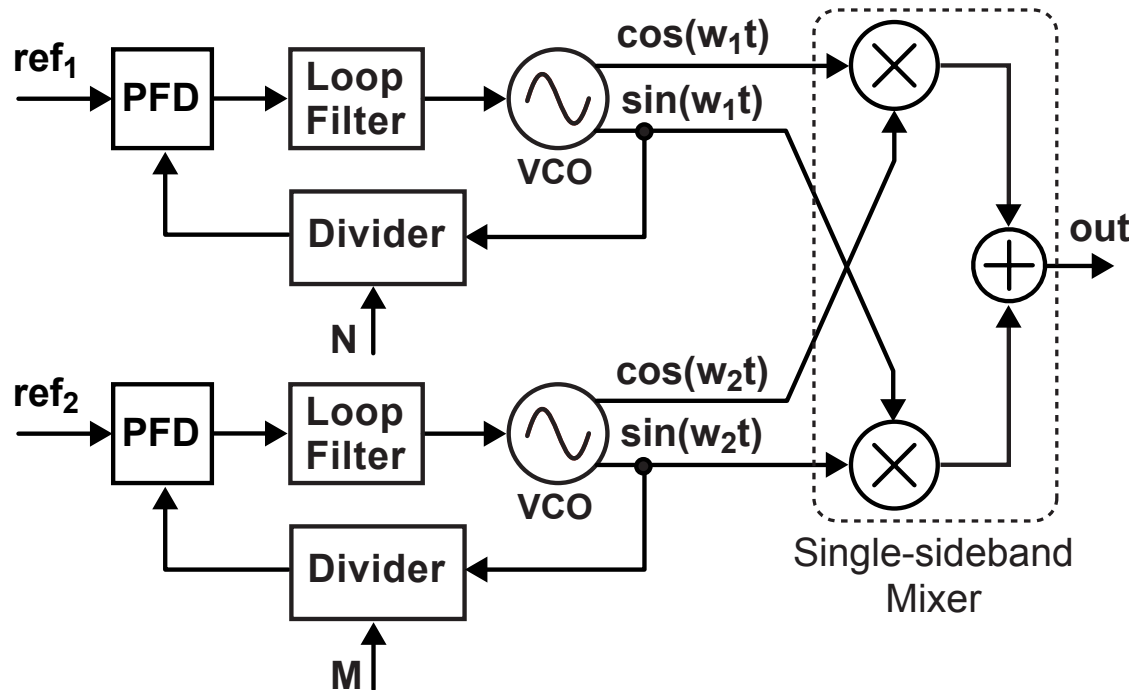 ref1
PFD
Loop
Filter
VCO
cos(w1t)
sin(w1t)
Divider
N
out
ref2
PFD
Loop
Filter
VCO
cos(w2t)
sin(w2t)
Divider
M
Single-sideband
Mixer